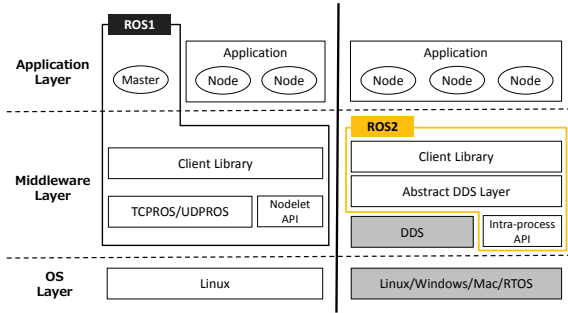 ROS1
Application
Layer
Master
Application
Node
Node
Application
Node
Node
Node
Middleware
Layer
Client Library
TCPROS/UDPROS
Nodelet
API
ROS2
Client Library
Abstract DDS Layer
DDS
Intra-process
API
OS
Layer
Linux
Linux/Windows/Mac/RTOS